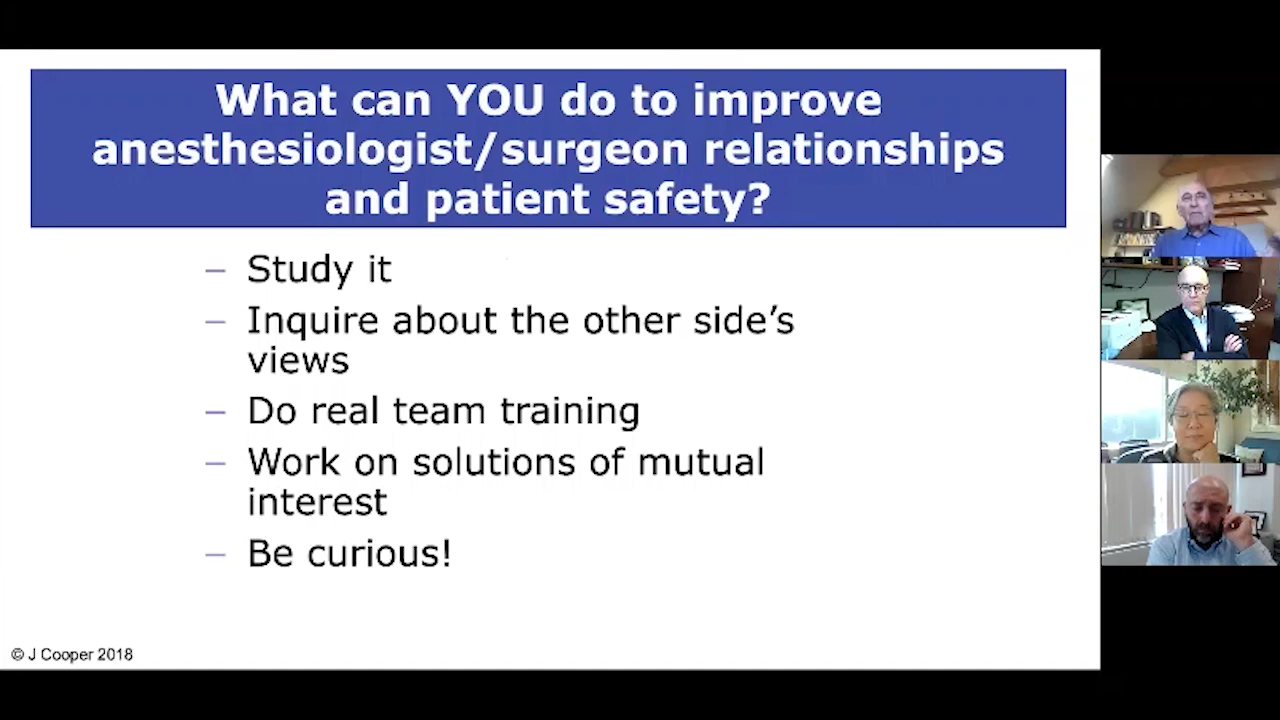 What can YOU do to improve
anesthesiologist/surgeon relationships
and patient safety?
– Study it
– Inquire about the other side’s
views
– Do real team training
– Work on solutions of mutual
interest
– Be curious!
© J Cooper 2018